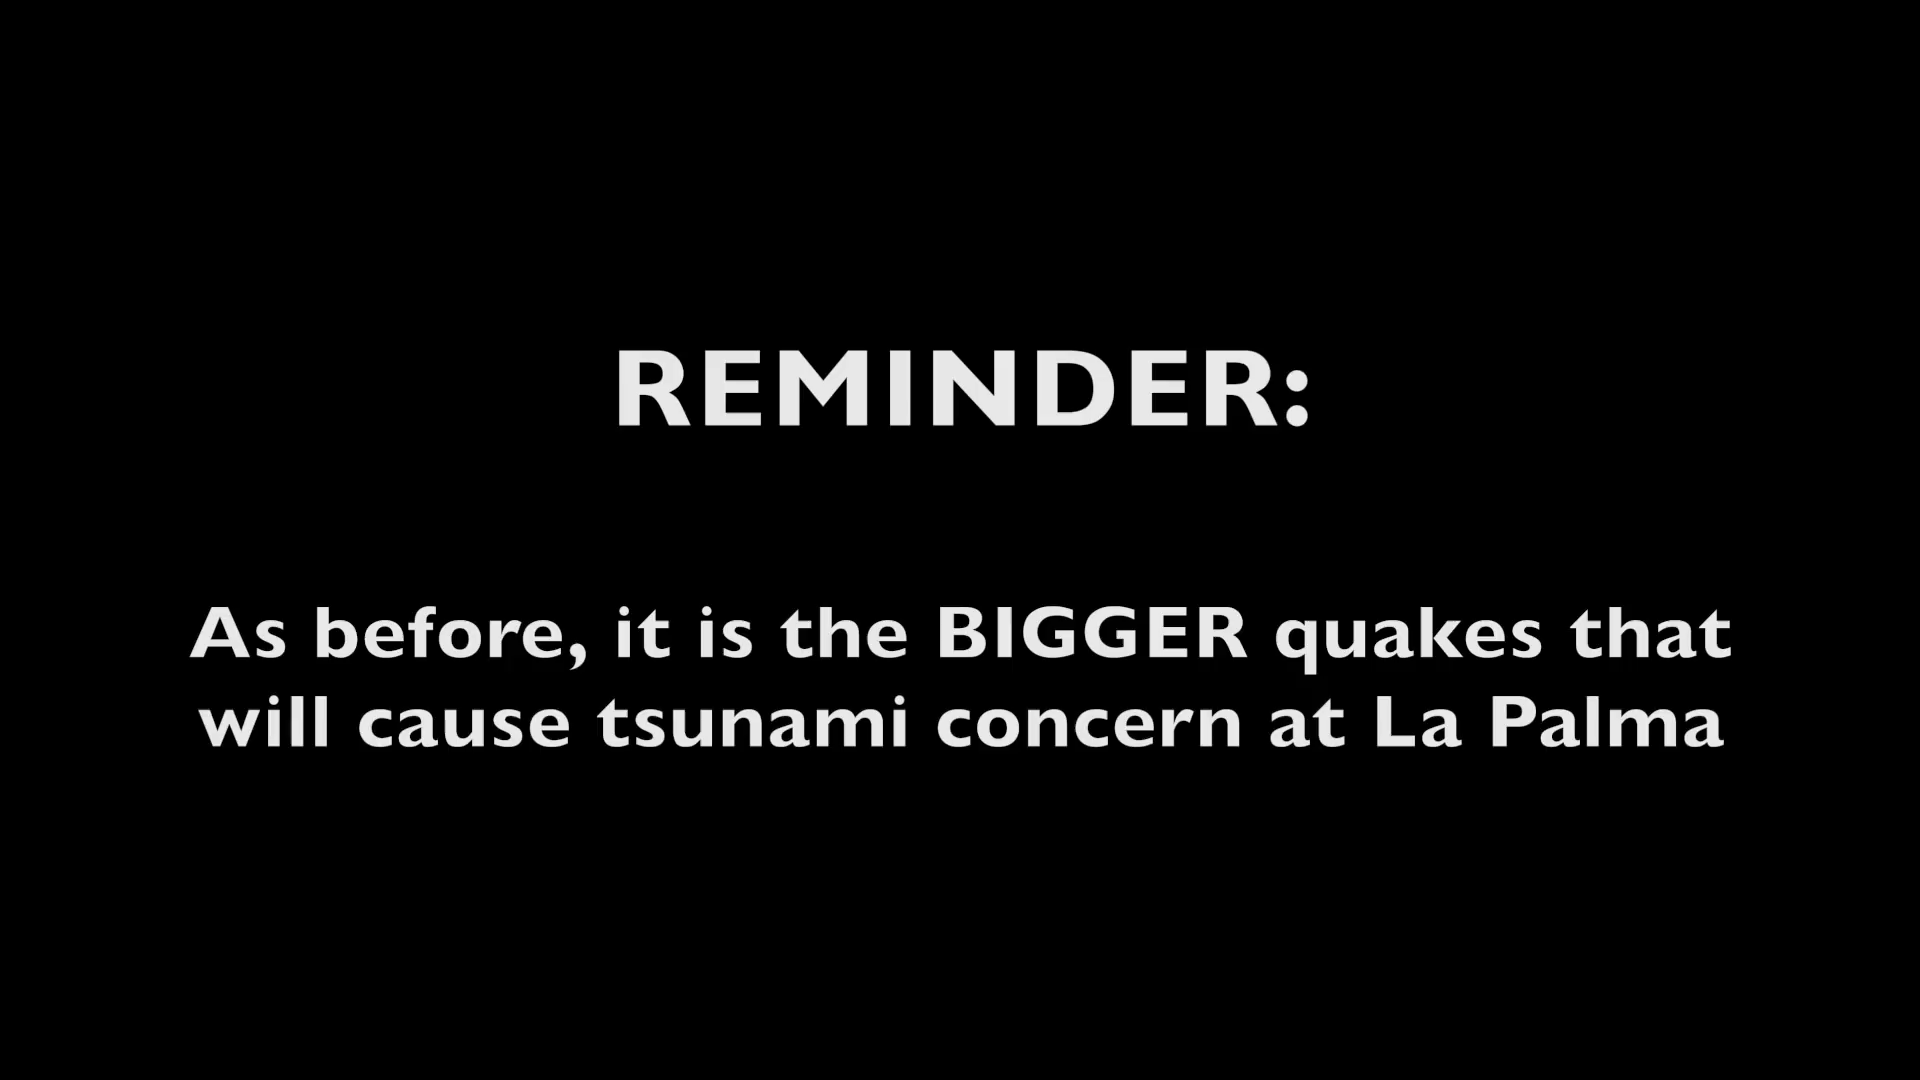 REMINDER:
As before, it is the BIGGER quakes that
will cause tsunami concern at La Palma